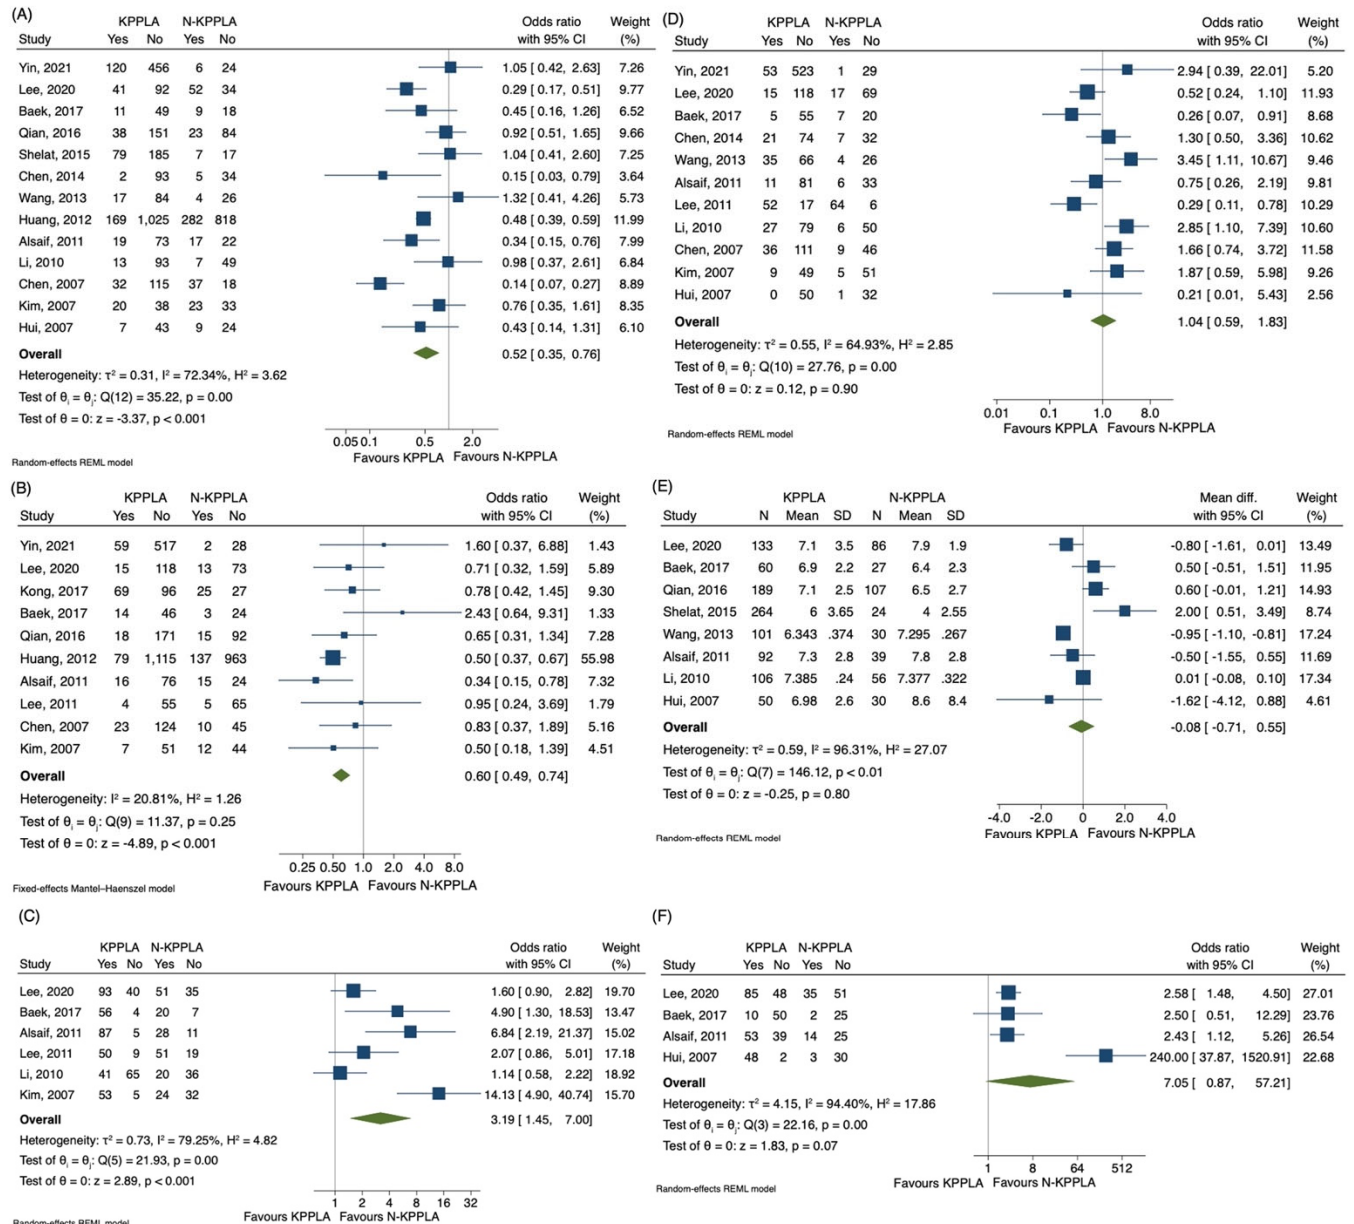 (A)
KPPLA N-KPPLA Odds ratio Weight
Study Yes No Yes No with 95% CI (%)
Yin, 2021 120 456 6 24 1.05 [ 0.42, 2.63] 7.26
Lee, 2020 41 92 52 34 0.29 [ 0.17, 0.51] 9.77
Baek, 2017 11 49 9 18 0.45 [ 0.16, 1.26] 6.52
Qian, 2016 38 151 23 84 0.92 [ 0.51, 1.65] 9.66
Shelat, 2015 79 185 7 17 1.04 [ 0.41, 2.60] 7.25
Chen, 2014 2 93 5 34 0.15 [ 0.03, 0.79] 3.64
Wang, 2013 17 84 4 26 1.32 [ 0.41, 4.26] 5.73
Huang, 2012 169 1,025 282 818 0.48 [ 0.39, 0.59] 11.99
Alsaif, 2011 19 73 17 22 0.34 [ 0.15, 0.76] 7.99
Li, 2010 13 93 7 49 0.98 [ 0.37, 2.61] 6.84
Chen, 2007 32 115 37 18 0.14 [ 0.07, 0.27] 8.89
Kim, 2007 20 38 23 33 0.76 [ 0.35, 1.61] 8.35
Hui, 2007 7 43 9 24 0.43 [ 0.14, 1.31] 6.10
Overall 0.52 [ 0.35, 0.76]
Heterogeneity: τ² = 0.31, I² = 72.34%, H² = 3.62
Test of θᵢ = θⱼ: Q(12) = 35.22, p = 0.00
Test of θ = 0: z = -3.37, p < 0.001
0.05 0.1 0.5 2.0
Favours KPPLA Favours N-KPPLA
Random-effects REML model
(B)
KPPLA N-KPPLA Odds ratio Weight
Study Yes No Yes No with 95% CI (%)
Yin, 2021 59 517 2 28 1.60 [ 0.37, 6.88] 1.43
Lee, 2020 15 118 13 73 0.71 [ 0.32, 1.59] 5.89
Kong, 2017 69 96 25 27 0.78 [ 0.42, 1.45] 9.30
Baek, 2017 14 46 3 24 2.43 [ 0.64, 9.31] 1.33
Qian, 2016 18 171 15 92 0.65 [ 0.31, 1.34] 7.28
Huang, 2012 79 1,115 137 963 0.50 [ 0.37, 0.67] 55.98
Alsaif, 2011 16 76 15 24 0.34 [ 0.15, 0.78] 7.32
Lee, 2011 4 55 5 65 0.95 [ 0.24, 3.69] 1.79
Chen, 2007 23 124 10 45 0.83 [ 0.37, 1.89] 5.16
Kim, 2007 7 51 12 44 0.50 [ 0.18, 1.39] 4.51
Overall 0.60 [ 0.49, 0.74]
Heterogeneity: I² = 20.81%, H² = 1.26
Test of θᵢ = θⱼ: Q(9) = 11.37, p = 0.25
Test of θ = 0: z = -4.89, p < 0.001
0.25 0.50 1.0 2.0 4.0 8.0
Favours KPPLA Favours N-KPPLA
Fixed-effects Mantel–Haenszel model
(C)
KPPLA N-KPPLA Odds ratio Weight
Study Yes No Yes No with 95% CI (%)
Lee, 2020 93 40 51 35 1.60 [ 0.90, 2.82] 19.70
Baek, 2017 56 4 20 7 4.90 [ 1.30, 18.53] 13.47
Alsaif, 2011 87 5 28 11 6.84 [ 2.19, 21.37] 15.02
Lee, 2011 50 9 51 19 2.07 [ 0.86, 5.01] 17.18
Li, 2010 41 65 20 36 1.14 [ 0.58, 2.22] 18.92
Kim, 2007 53 5 24 32 14.13 [ 4.90, 40.74] 15.70
Overall 3.19 [ 1.45, 7.00]
Heterogeneity: τ² = 0.73, I² = 79.25%, H² = 4.82
Test of θᵢ = θⱼ: Q(5) = 21.93, p = 0.00
Test of θ = 0: z = 2.89, p < 0.001
1 2 4 8 16 32
Favours KPPLA Favours N-KPPLA
Random-effects REML model
(D)
KPPLA N-KPPLA Odds ratio Weight
Study Yes No Yes No with 95% CI (%)
Yin, 2021 53 523 1 29 2.94 [ 0.39, 22.01] 5.20
Lee, 2020 15 118 17 69 0.52 [ 0.24, 1.10] 11.93
Baek, 2017 5 55 7 20 0.26 [ 0.07, 0.91] 8.68
Chen, 2014 21 74 7 32 1.30 [ 0.50, 3.36] 10.62
Wang, 2013 35 66 4 26 3.45 [ 1.11, 10.67] 9.46
Alsaif, 2011 11 81 6 33 0.75 [ 0.26, 2.19] 9.81
Lee, 2011 52 17 64 6 0.29 [ 0.11, 0.78] 10.29
Li, 2010 27 79 6 50 2.85 [ 1.10, 7.39] 10.60
Chen, 2007 36 111 9 46 1.66 [ 0.74, 3.72] 11.58
Kim, 2007 9 49 5 51 1.87 [ 0.59, 5.98] 9.26
Hui, 2007 0 50 1 32 0.21 [ 0.01, 5.43] 2.56
Overall 1.04 [ 0.59, 1.83]
Heterogeneity: τ² = 0.55, I² = 64.93%, H² = 2.85
Test of θᵢ = θⱼ: Q(10) = 27.76, p = 0.00
Test of θ = 0: z = 0.12, p = 0.90
0.01 0.1 1.0 8.0
Favours KPPLA Favours N-KPPLA
Random-effects REML model
(E)
KPPLA N-KPPLA Mean diff. Weight
Study N Mean SD N Mean SD with 95% CI (%)
Lee, 2020 133 7.1 3.5 86 7.9 1.9 -0.80 [ -1.61, 0.01] 13.49
Baek, 2017 60 6.9 2.2 27 6.4 2.3 0.50 [ -0.51, 1.51] 11.95
Qian, 2016 189 7.1 2.5 107 6.5 2.7 0.60 [ -0.01, 1.21] 14.93
Shelat, 2015 264 6 3.65 24 4 2.55 2.00 [ 0.51, 3.49] 8.74
Wang, 2013 101 6.343 .374 30 7.295 .267 -0.95 [ -1.10, -0.81] 17.24
Alsaif, 2011 92 7.3 2.8 39 7.8 2.8 -0.50 [ -1.55, 0.55] 11.69
Li, 2010 106 7.385 .24 56 7.377 .322 0.01 [ -0.08, 0.10] 17.34
Hui, 2007 50 6.98 2.6 30 8.6 8.4 -1.62 [ -4.12, 0.88] 4.61
Overall -0.08 [ -0.71, 0.55]
Heterogeneity: τ² = 0.59, I² = 96.31%, H² = 27.07
Test of θᵢ = θⱼ: Q(7) = 146.12, p < 0.01
Test of θ = 0: z = -0.25, p = 0.80
-4.0 -2.0 0 2.0 4.0
Favours KPPLA Favours N-KPPLA
Random-effects REML model
(F)
KPPLA N-KPPLA Odds ratio Weight
Study Yes No Yes No with 95% CI (%)
Lee, 2020 85 48 35 51 2.58 [ 1.48, 4.50] 27.01
Baek, 2017 10 50 2 25 2.50 [ 0.51, 12.29] 23.76
Alsaif, 2011 53 39 14 25 2.43 [ 1.12, 5.26] 26.54
Hui, 2007 48 2 3 30 240.00 [ 37.87, 1520.91] 22.68
Overall 7.05 [ 0.87, 57.21]
Heterogeneity: τ² = 4.15, I² = 94.40%, H² = 17.86
Test of θᵢ = θⱼ: Q(3) = 22.16, p = 0.00
Test of θ = 0: z = 1.83, p = 0.07
1 8 64 512
Favours KPPLA Favours N-KPPLA
Random-effects REML model